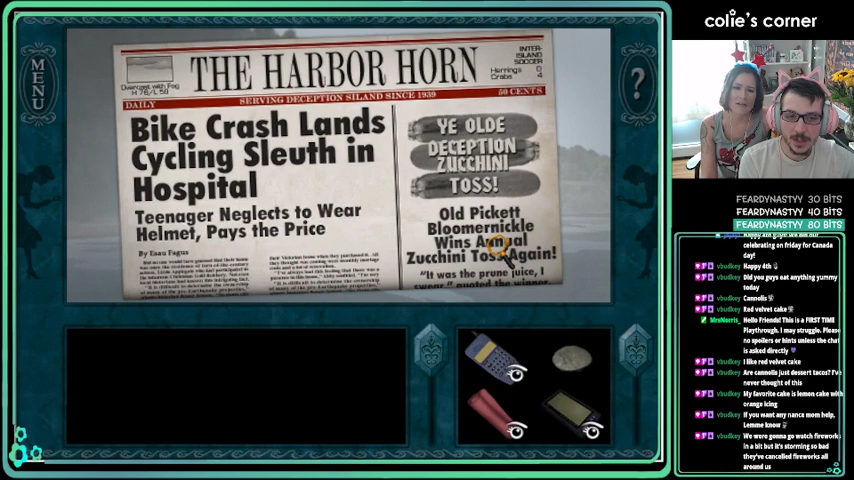 colie's corner
MENU
?
Overcast with Fog
H 76/L 50
THE HARBOR HORN
INTER-
ISLAND
SOCCER
Herrings 0
Crabs 4
DAILY
SERVING DECEPTION SILAND SINCE 1939
50 CENTS
Bike Crash Lands
Cycling Sleuth in
Hospital
Teenager Neglects to Wear
Helmet, Pays the Price
By Esau Fagus
YE OLDE
DECEPTION
ZUCCHINI
TOSS!
Old Pickett
Bloomernickle
Wins Annual
Zucchini Toss Again!
"It was the prune juice, I
swear," quoted the winner
FEARDYNASTYY 30 BITS
FEARDYNASTYY 40 BITS
FEARDYNASTYY 80 BITS
celebrating on friday for Canada
day!
vbudkey Happy 4th
vbudkey Did you guys eat anything yummy
today
vbudkey Cannolis
vbudkey Red velvet cake
MrsNorris_ Hello Friends! This is a FIRST TIME
Playthrough. I may struggle. Please
no spoilers or hints unless the chat
is asked directly
vbudkey I like red velvet cake
vbudkey Are cannolis just dessert tacos? I've
never thought of this
vbudkey My favorite cake is lemon cake with
orange icing
vbudkey If you want any nance mom help,
Lemme know
vbudkey We were gonna go watch fireworks
in a bit but it's storming so bad
they've cancelled fireworks all
around us